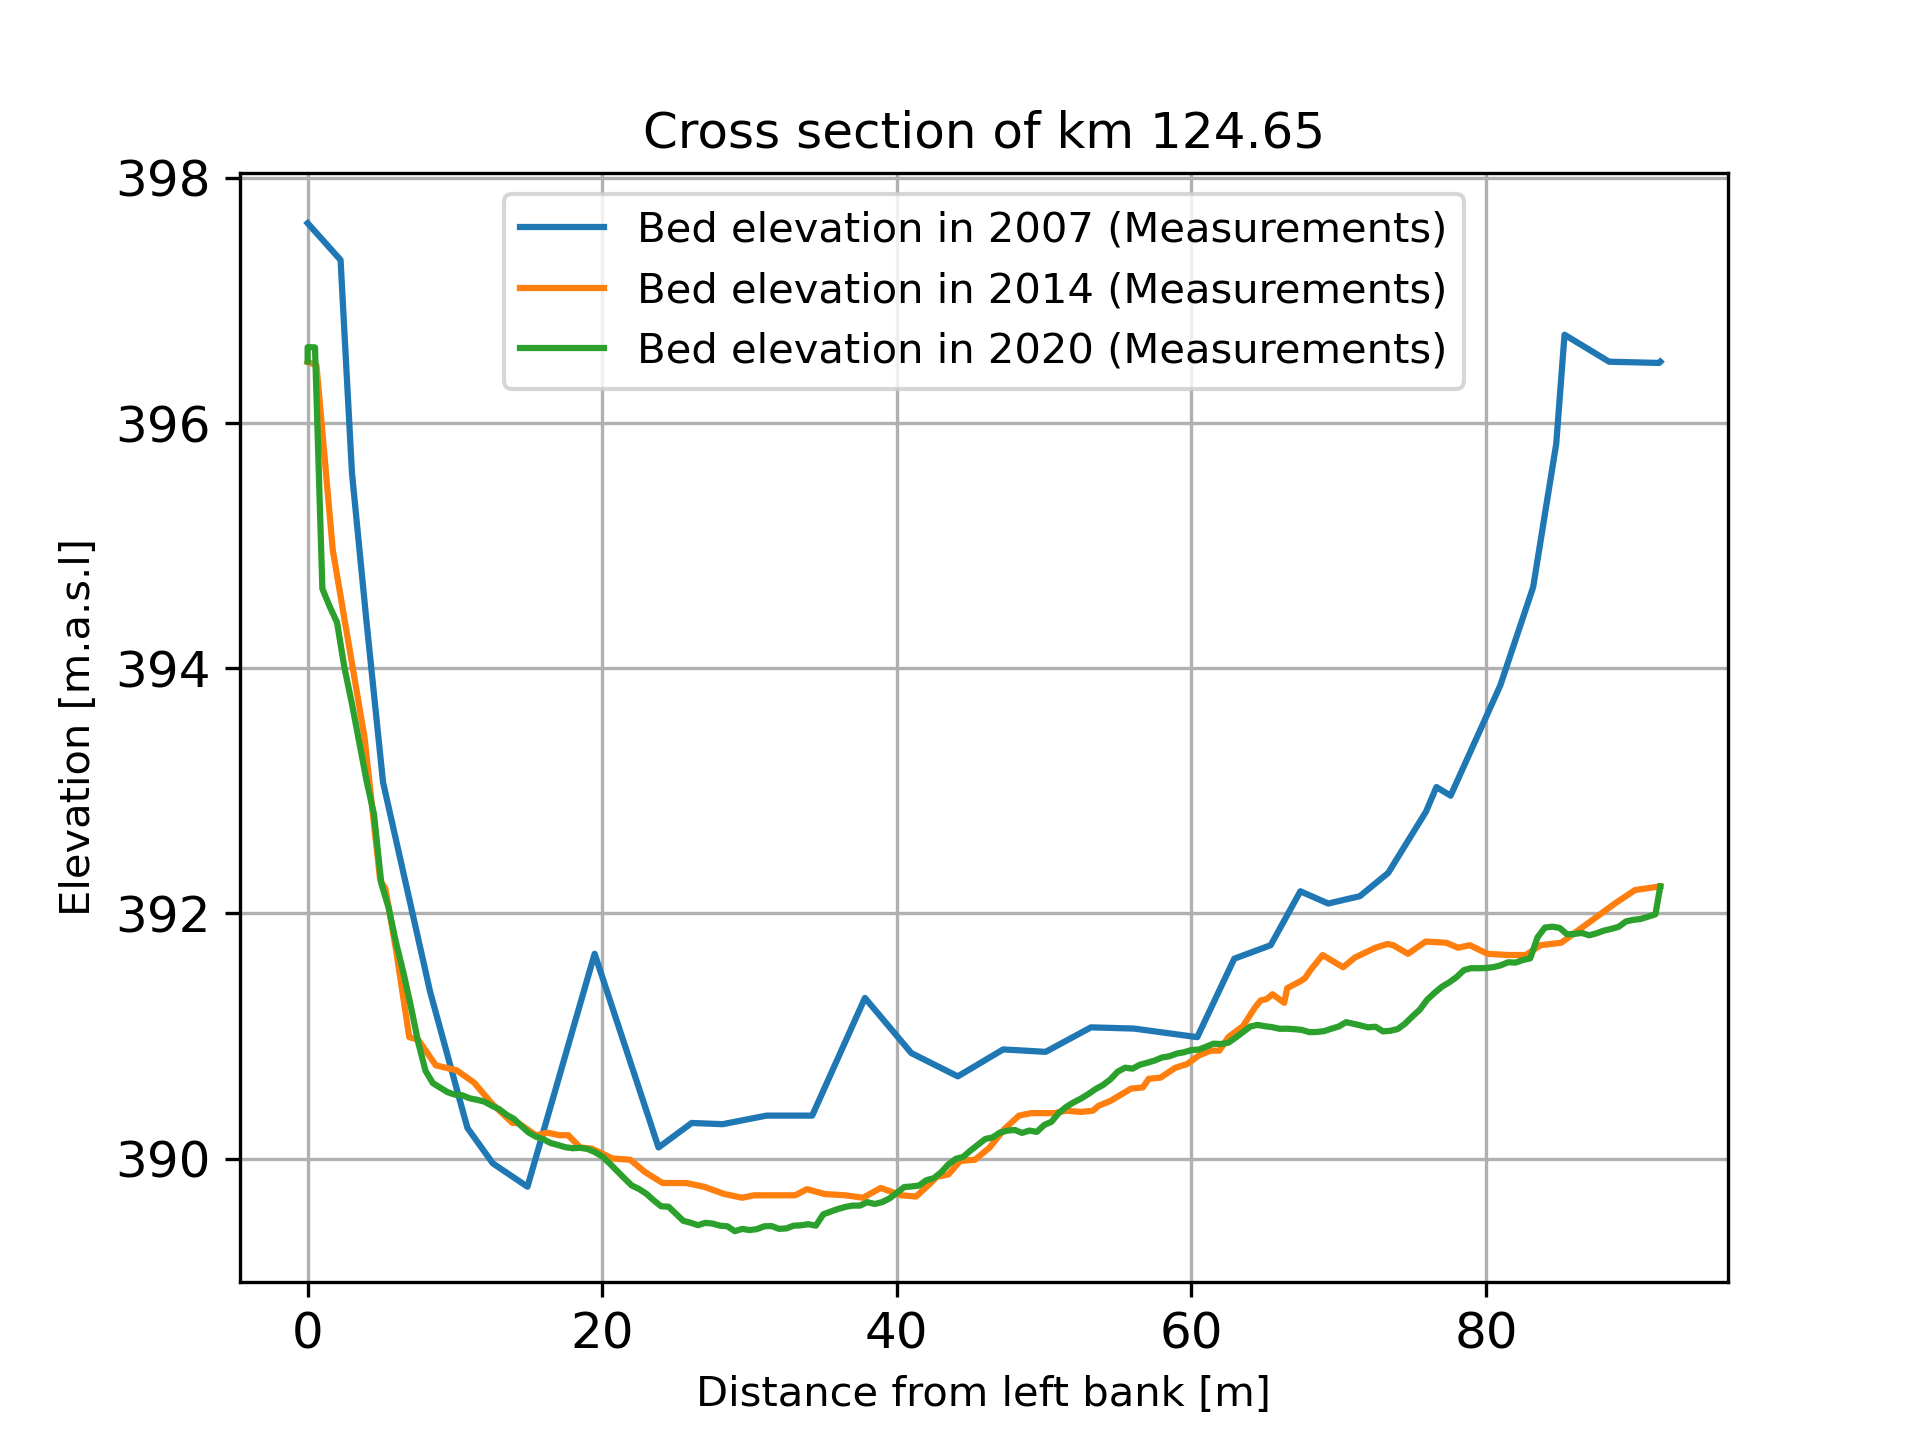 Cross section of km 124.65
398
396
394
392
390
Elevation [m.a.s.l]
Bed elevation in 2007 (Measurements)
Bed elevation in 2014 (Measurements)
Bed elevation in 2020 (Measurements)
0 20 40 60 80
Distance from left bank [m]